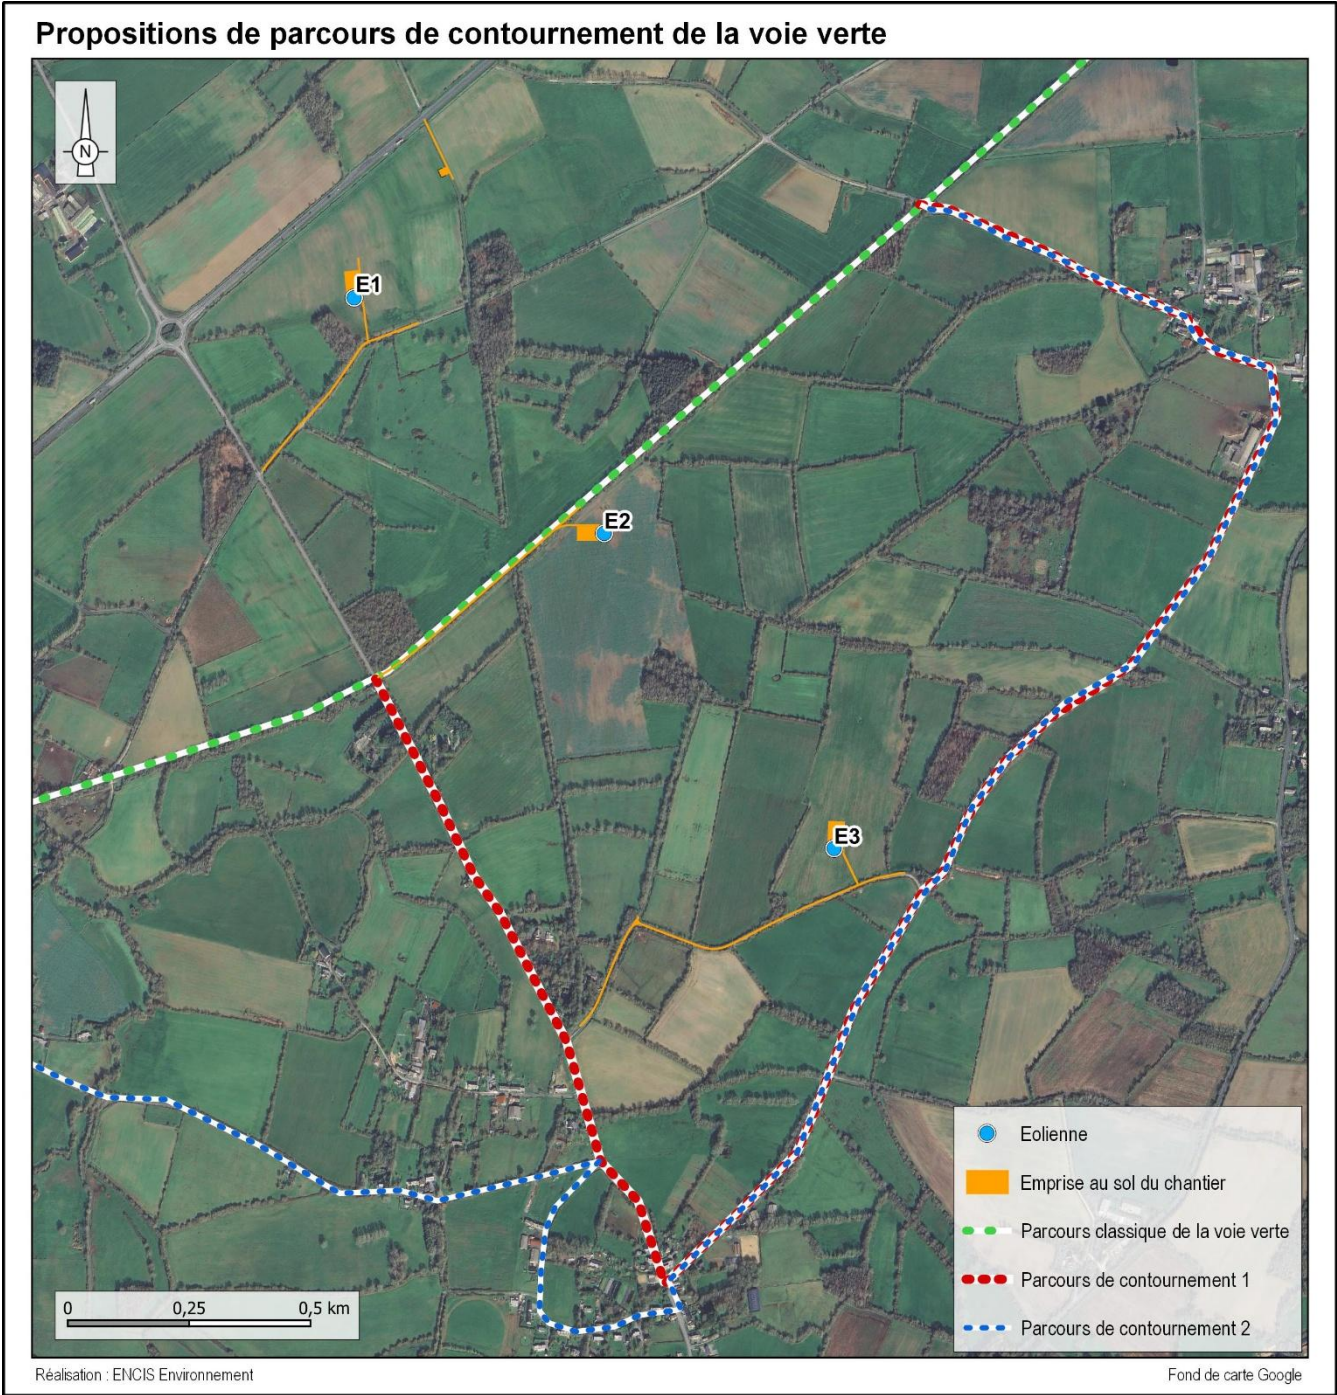 Propositions de parcours de contournement de la voie verte
N
E1
E2
E3
Eolienne
Emprise au sol du chantier
Parcours classique de la voie verte
Parcours de contournement 1
Parcours de contournement 2
0 0,25 0,5 km
Réalisation : ENCIS Environnement
Fond de carte Google